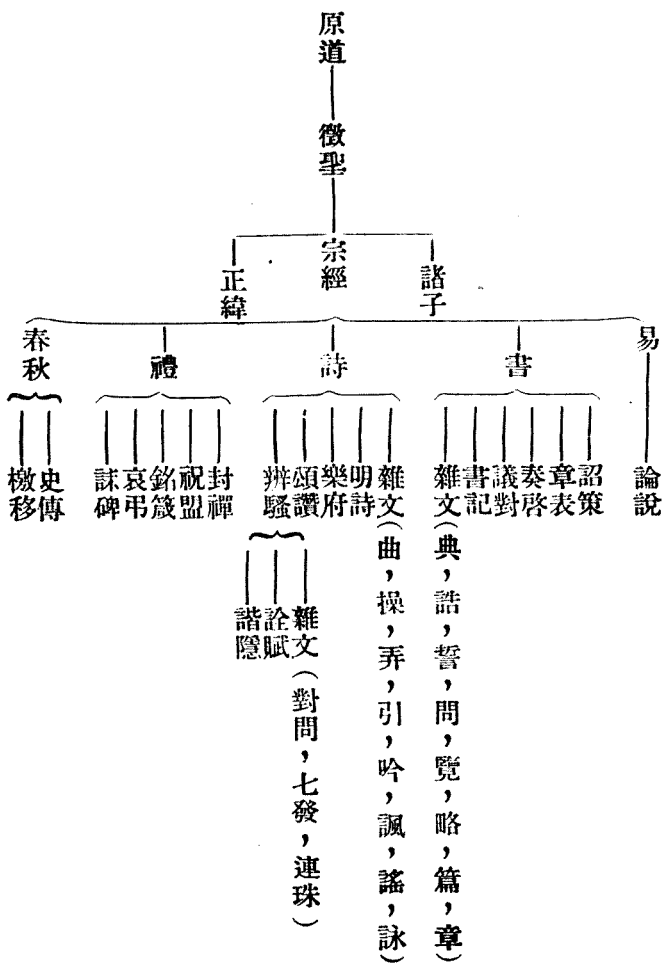 原道
徵聖
諸子
宗經
正緯
易
書
詩
禮
春秋
論說
詔策
章表
奏啓
議對
書記
雜文(典,誥,誓,問,覽,略,篇,章)
雜文(曲,操,弄,引,吟,諷,謠,詠)
明詩
樂府
頌讚
辨騷
雜文(對問,七發,連珠)
詮賦
諧隱
封禪
祝盟
銘箴
哀弔
誄碑
史傳
檄移